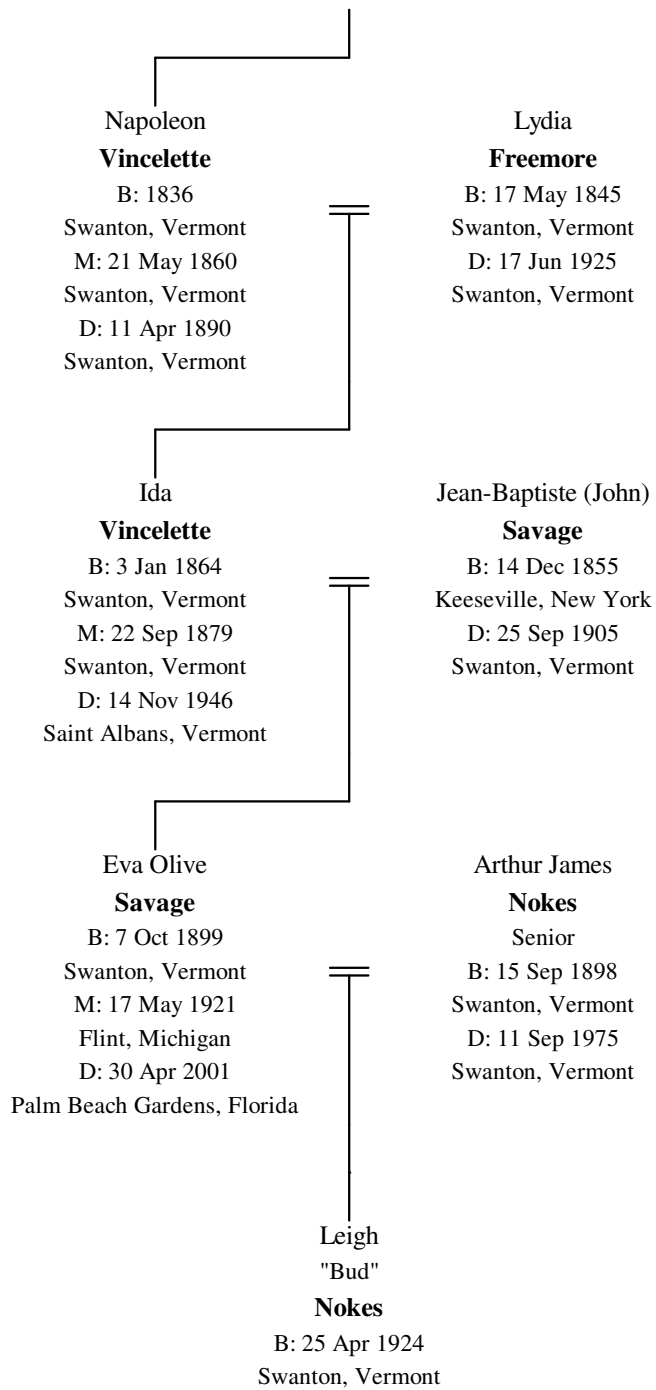 Napoleon
Vincelette
B: 1836
Swanton, Vermont
M: 21 May 1860
Swanton, Vermont
D: 11 Apr 1890
Swanton, Vermont
Lydia
Freemore
B: 17 May 1845
Swanton, Vermont
D: 17 Jun 1925
Swanton, Vermont
Ida
Vincelette
B: 3 Jan 1864
Swanton, Vermont
M: 22 Sep 1879
Swanton, Vermont
D: 14 Nov 1946
Saint Albans, Vermont
Jean-Baptiste (John)
Savage
B: 14 Dec 1855
Keeseville, New York
D: 25 Sep 1905
Swanton, Vermont
Eva Olive
Savage
B: 7 Oct 1899
Swanton, Vermont
M: 17 May 1921
Flint, Michigan
D: 30 Apr 2001
Palm Beach Gardens, Florida
Arthur James
Nokes
Senior
B: 15 Sep 1898
Swanton, Vermont
D: 11 Sep 1975
Swanton, Vermont
Leigh
"Bud"
Nokes
B: 25 Apr 1924
Swanton, Vermont